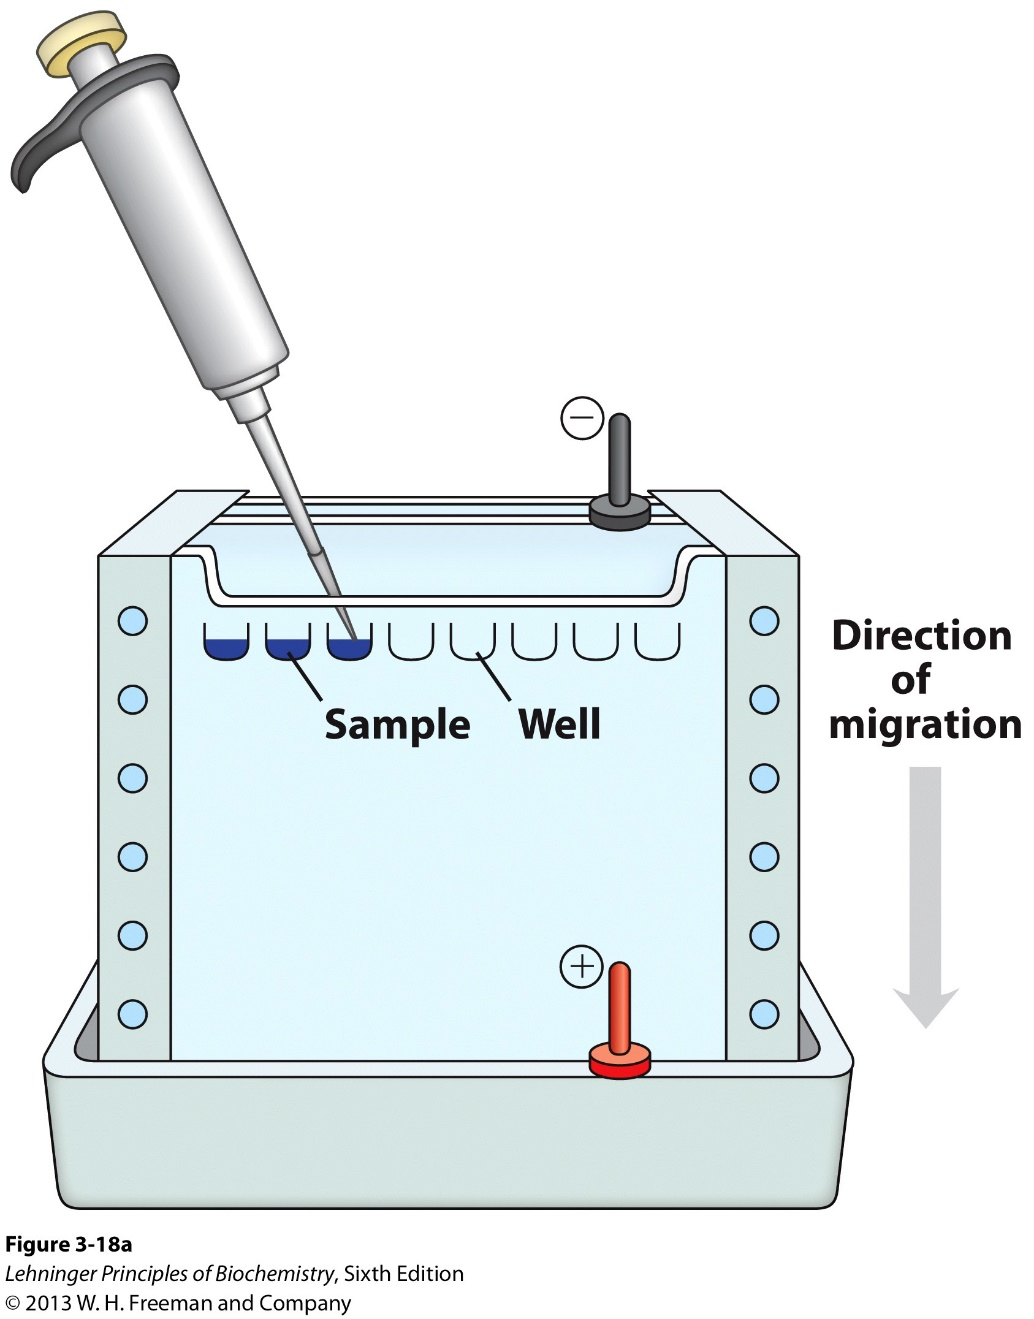 −
Direction
of
migration
Sample
Well
+
Figure 3-18a
Lehninger Principles of Biochemistry, Sixth Edition
© 2013 W. H. Freeman and Company